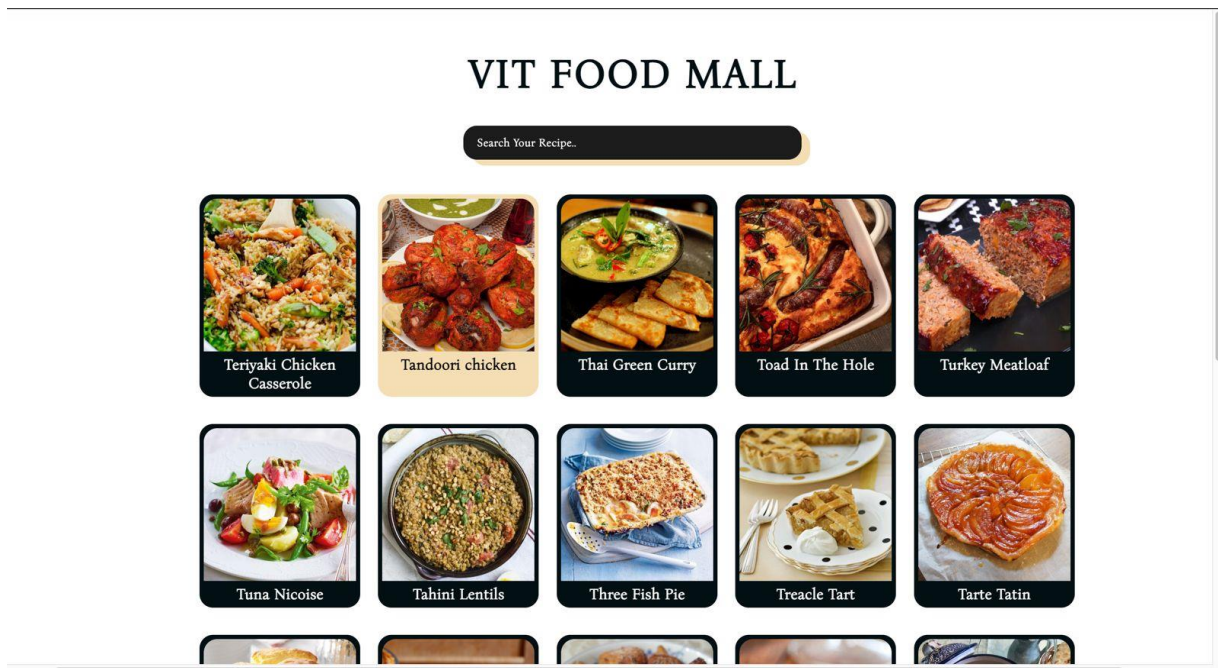 VIT FOOD MALL
Search Your Recipe..
Teriyaki Chicken
Casserole
Tandoori chicken
Thai Green Curry
Toad In The Hole
Turkey Meatloaf
Tuna Nicoise
Tahini Lentils
Three Fish Pie
Treacle Tart
Tarte Tatin